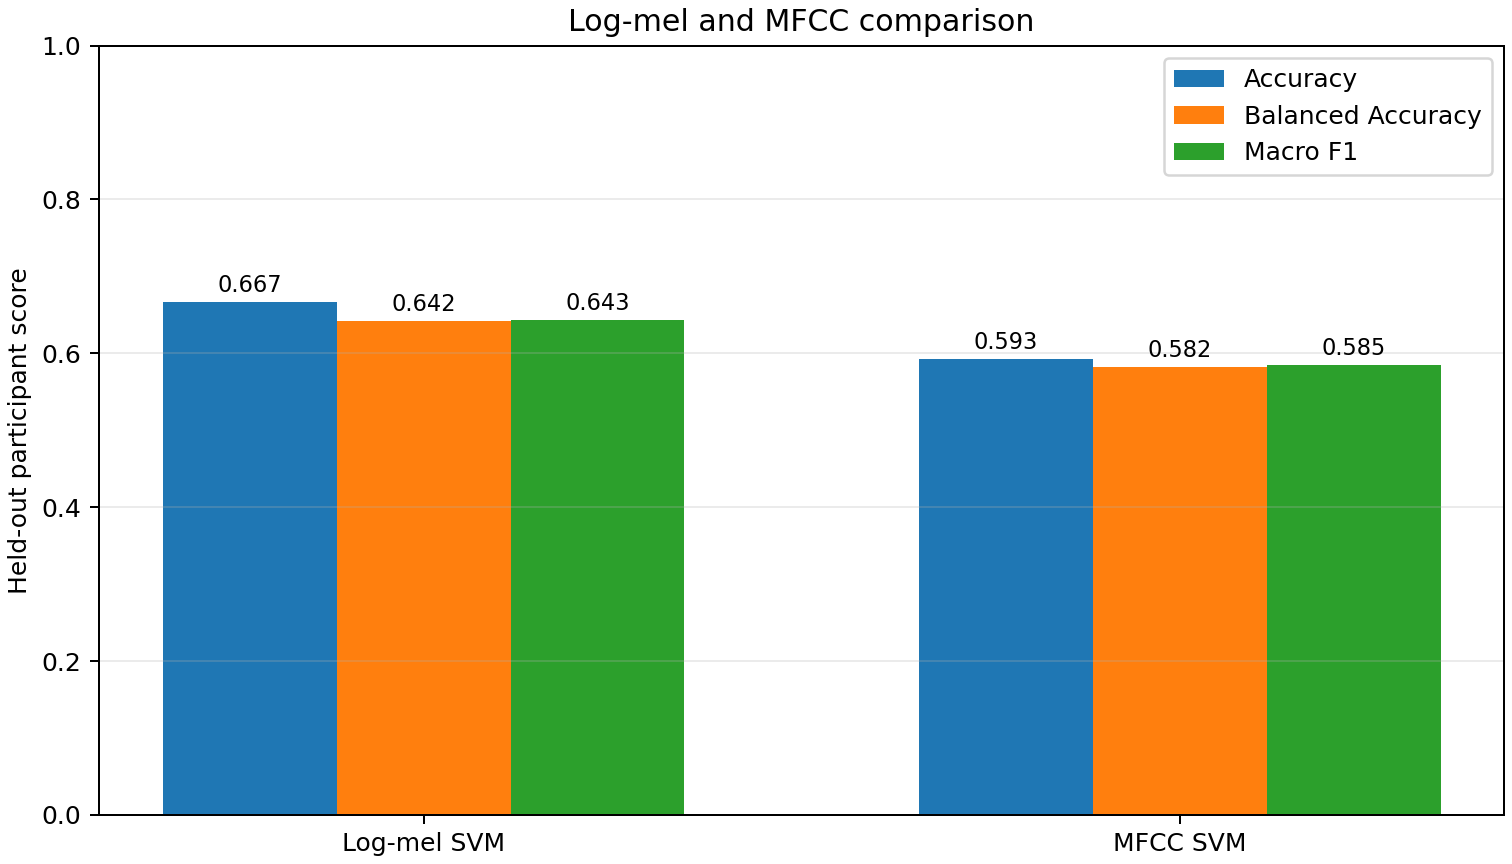 Log-mel and MFCC comparison
Held-out participant score
1.0
0.8
0.6
0.4
0.2
0.0
Accuracy
Balanced Accuracy
Macro F1
0.667
0.642
0.643
0.593
0.582
0.585
Log-mel SVM
MFCC SVM